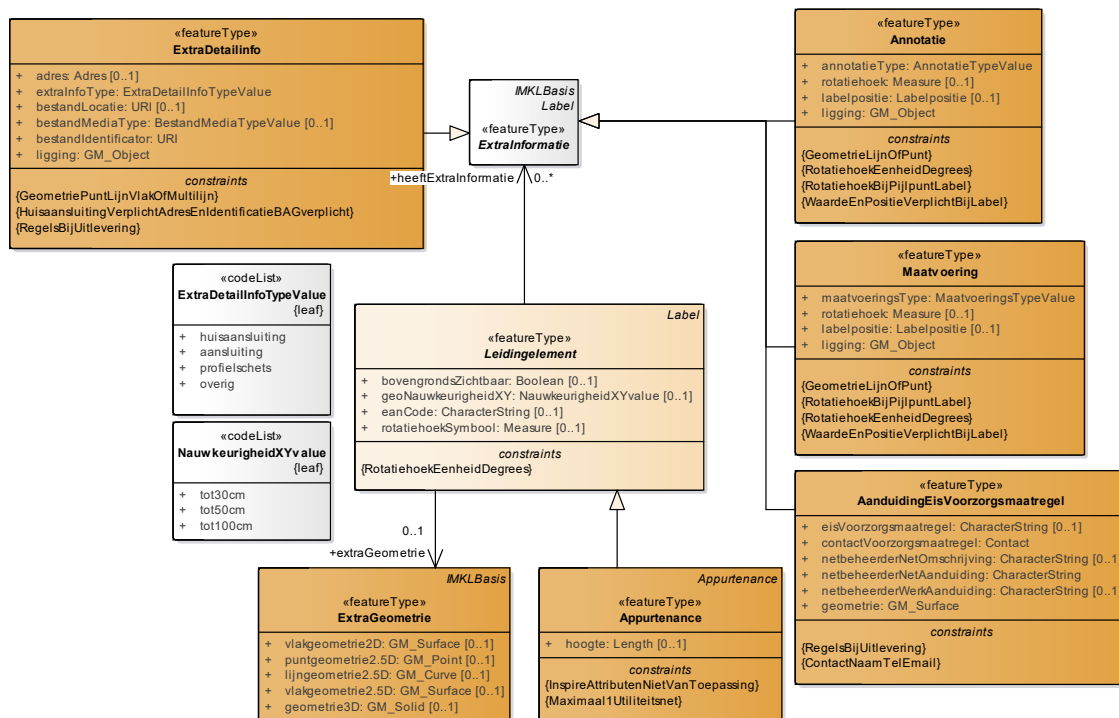 «featureType»
ExtraDetailinfo
+ adres: Adres [0..1]
+ extraInfoType: ExtraDetailInfoTypeValue
+ bestandLocatie: URI [0..1]
+ bestandMediaType: BestandMediaTypeValue [0..1]
+ bestandIdentificator: URI
+ ligging: GM_Object
constraints
{GeometriePuntLijnVlakOfMultilijn}
{HuisaansluitingVerplichtAdresEnIdentificatieBAGverplicht}
{RegelsBijUitlevering}
IMKLBasis
Label
«featureType»
ExtraInformatie
+heeftExtraInformatie
0..*
«featureType»
Annotatie
+ annotatieType: AnnotatieTypeValue
+ rotatiehoek: Measure [0..1]
+ labelpositie: Labelpositie [0..1]
+ ligging: GM_Object
constraints
{GeometrieLijnOfPunt}
{RotatiehoekEenheidDegrees}
{RotatiehoekBijPijlpuntLabel}
{WaardeEnPositieVerplichtBijLabel}
«featureType»
Maatvoering
+ maatvoeringsType: MaatvoeringsTypeValue
+ rotatiehoek: Measure [0..1]
+ labelpositie: Labelpositie [0..1]
+ ligging: GM_Object
constraints
{GeometrieLijnOfPunt}
{RotatiehoekBijPijlpuntLabel}
{RotatiehoekEenheidDegrees}
{WaardeEnPositieVerplichtBijLabel}
«codeList»
ExtraDetailInfoTypeValue
{leaf}
+ huisaansluiting
+ aansluiting
+ profielschets
+ overig
«codeList»
NauwkeurigheidXYvalue
{leaf}
+ tot30cm
+ tot50cm
+ tot100cm
Label
«featureType»
Leidingelement
+ bovengrondsZichtbaar: Boolean [0..1]
+ geoNauwkeurigheidXY: NauwkeurigheidXYvalue [0..1]
+ eanCode: CharacterString [0..1]
+ rotatiehoekSymbool: Measure [0..1]
constraints
{RotatiehoekEenheidDegrees}
«featureType»
AanduidingEisVoorzorgsmaatregel
+ eisVoorzorgsmaatregel: CharacterString [0..1]
+ contactVoorzorgsmaatregel: Contact
+ netbeheerderNetOmschrijving: CharacterString [0..1]
+ netbeheerderNetAanduiding: CharacterString
+ netbeheerderWerkAanduiding: CharacterString [0..1]
+ geometrie: GM_Surface
constraints
{RegelsBijUitlevering}
{ContactNaamTelEmail}
0..1
+extraGeometrie
IMKLBasis
«featureType»
ExtraGeometrie
+ vlakgeometrie2D: GM_Surface [0..1]
+ puntgeometrie2.5D: GM_Point [0..1]
+ lijngeometrie2.5D: GM_Curve [0..1]
+ vlakgeometrie2.5D: GM_Surface [0..1]
+ geometrie3D: GM_Solid [0..1]
Appurtenance
«featureType»
Appurtenance
+ hoogte: Length [0..1]
constraints
{InspireAttributenNietVanToepassing}
{Maximaal1Utiliteitsnet}